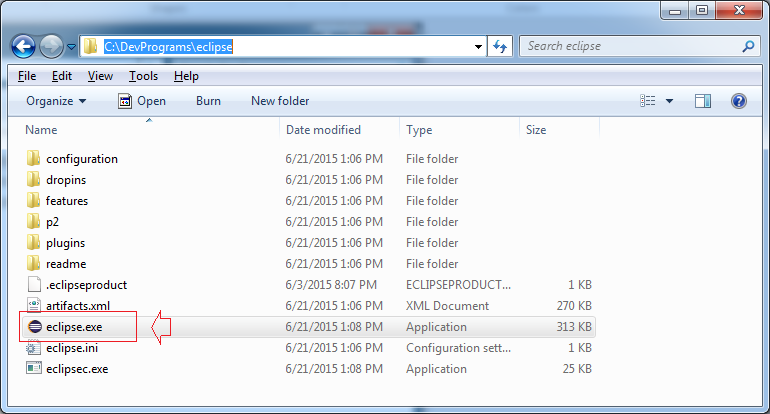 C:\DevPrograms\eclipse
Search eclipse
File Edit View Tools Help
Organize Open Burn New folder
Name Date modified Type Size
configuration 6/21/2015 1:06 PM File folder
dropins 6/21/2015 1:06 PM File folder
features 6/21/2015 1:06 PM File folder
p2 6/21/2015 1:06 PM File folder
plugins 6/21/2015 1:06 PM File folder
readme 6/21/2015 1:06 PM File folder
.eclipseproduct 6/3/2015 8:07 PM ECLIPSEPRODUCT... 1 KB
artifacts.xml 6/21/2015 1:06 PM XML Document 270 KB
eclipse.exe 6/21/2015 1:08 PM Application 313 KB
eclipse.ini 6/21/2015 1:06 PM Configuration sett... 1 KB
eclipsec.exe 6/21/2015 1:08 PM Application 25 KB